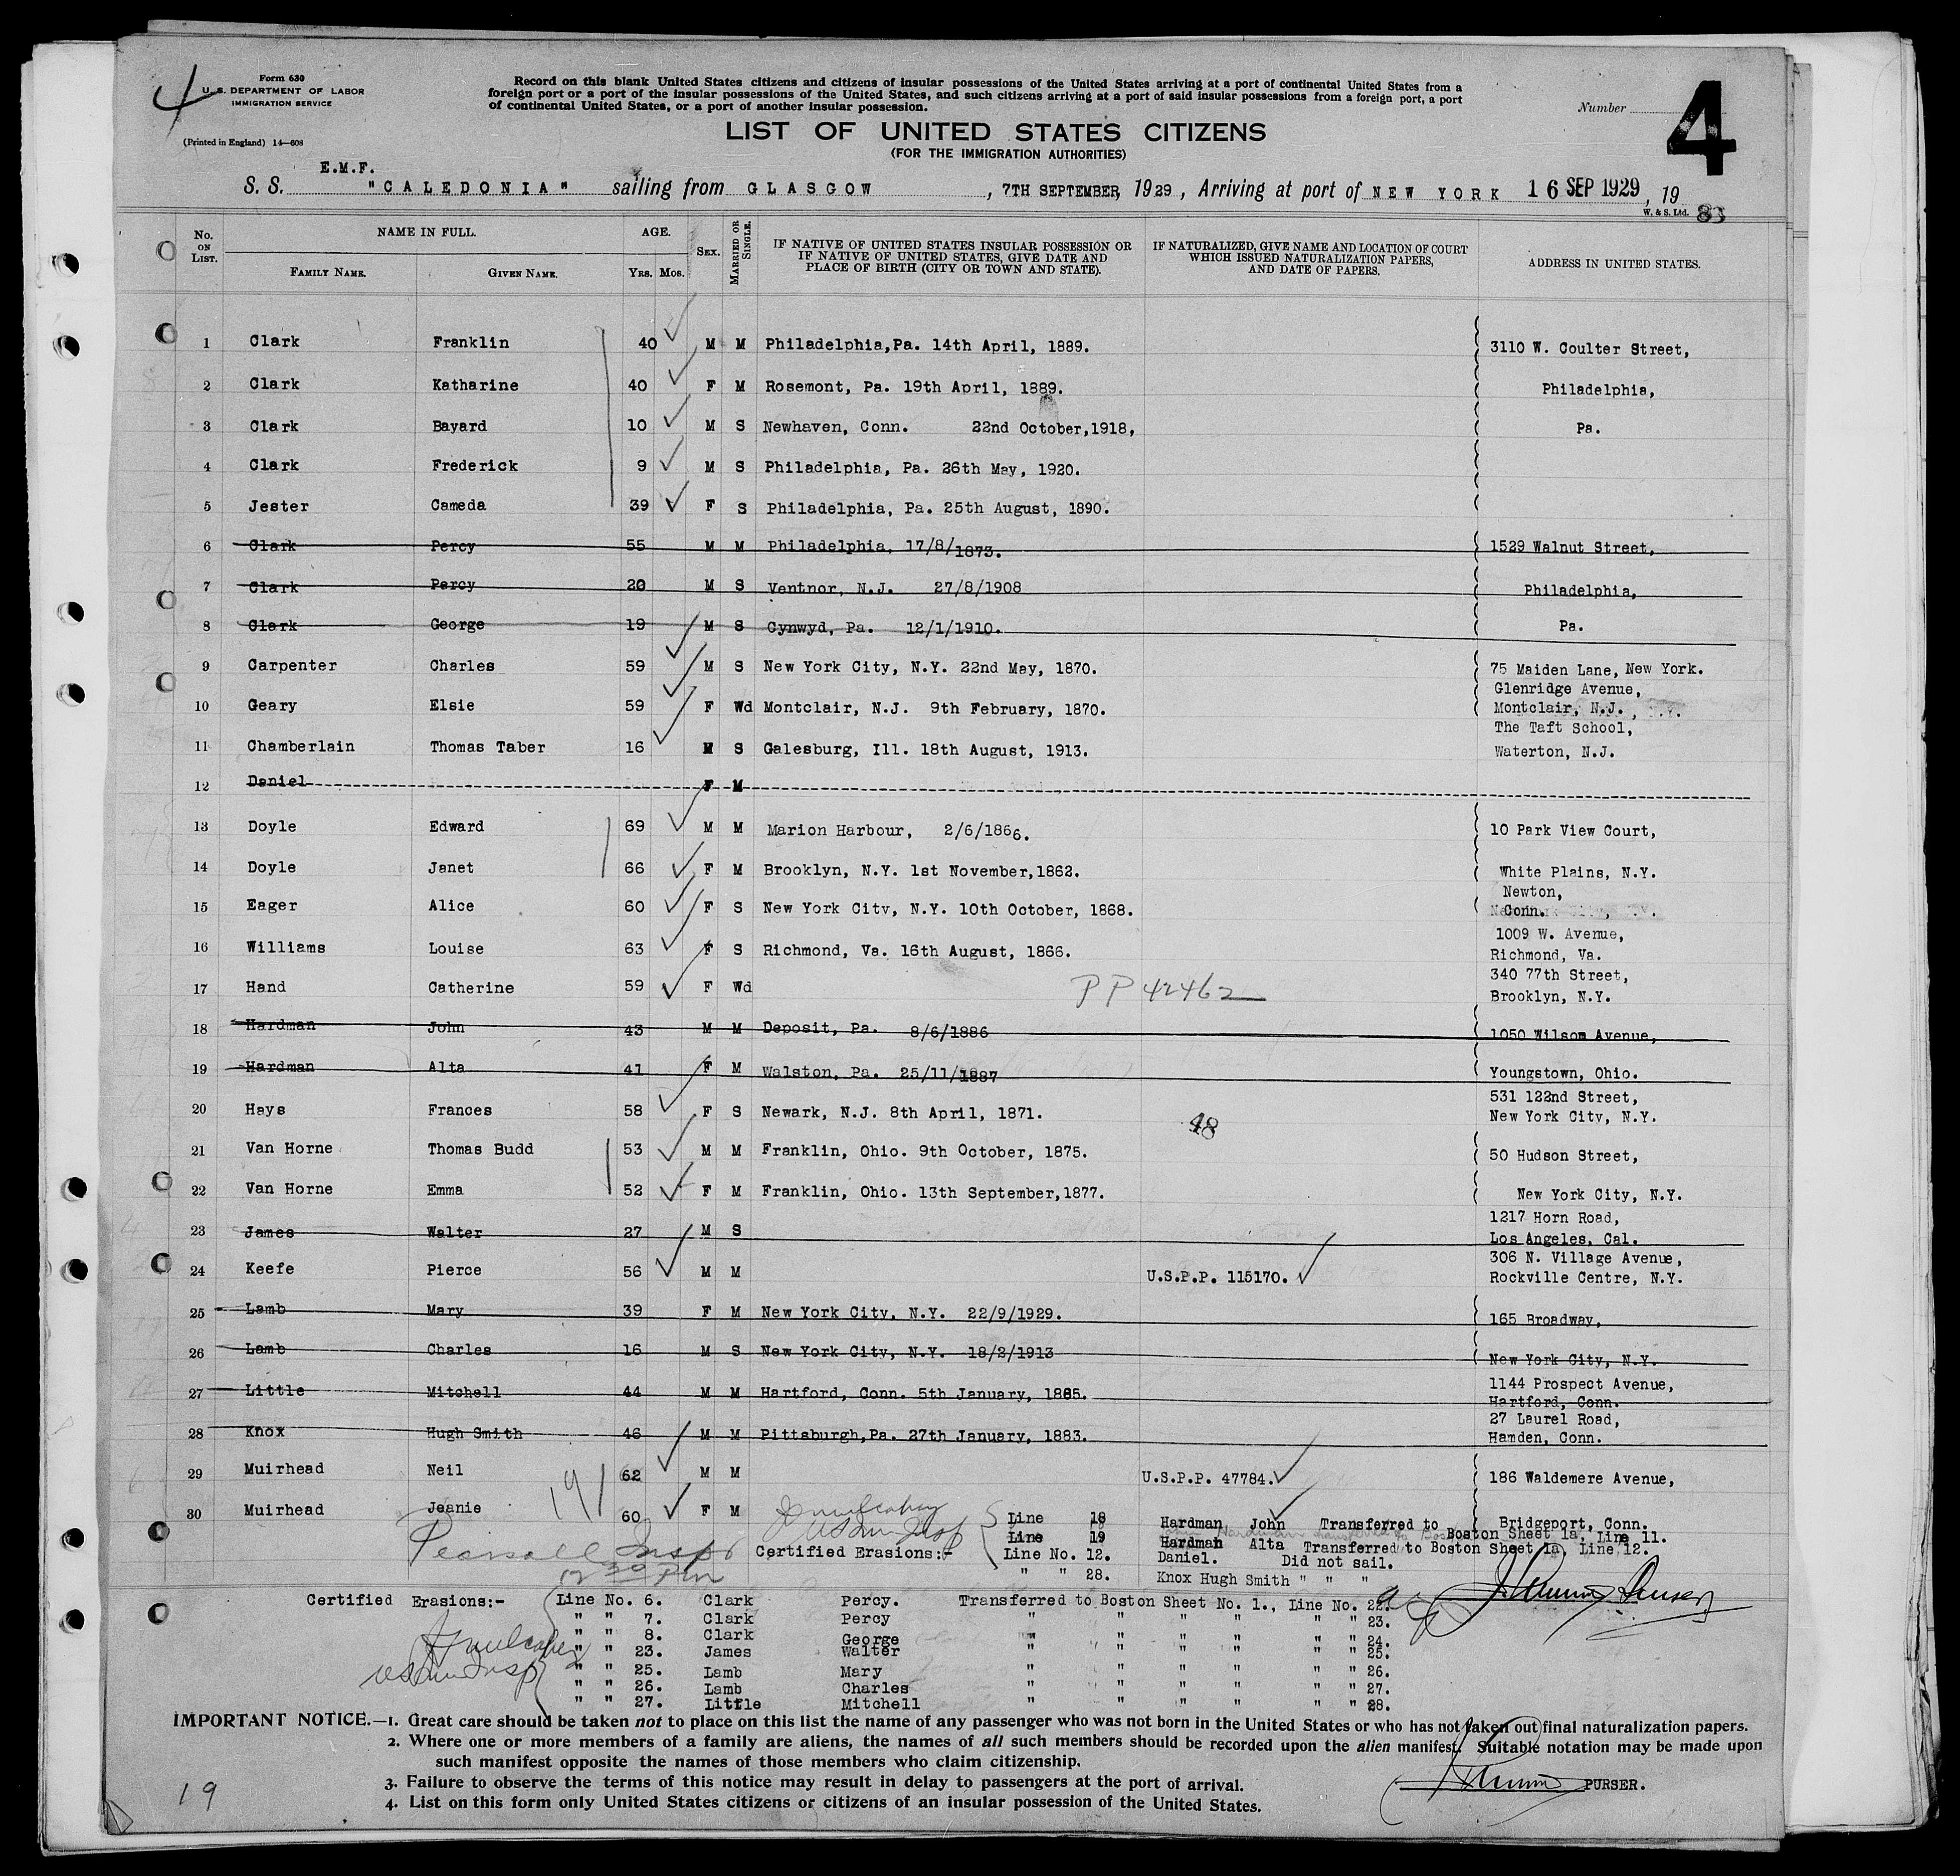 4
Form 630
U. S. DEPARTMENT OF LABOR
IMMIGRATION SERVICE
(Printed in England) 14—608
Record on this blank United States citizens and citizens of insular possessions of the United States arriving at a port of continental United States from a
foreign port or a port of the insular possessions of the United States, and such citizens arriving at a port of said insular possessions from a foreign port, a port
of continental United States, or a port of another insular possession.
Number 4
LIST OF UNITED STATES CITIZENS
(FOR THE IMMIGRATION AUTHORITIES)
E.M.F.
S. S. "CALEDONIA" sailing from GLASGOW, 7TH SEPTEMBER, 1929, Arriving at port of NEW YORK 16 SEP 1929, 19
W. & S. Ltd.
No. ON LIST. NAME IN FULL. AGE. SEX. MARRIED OR SINGLE. IF NATIVE OF UNITED STATES INSULAR POSSESSION OR IF NATIVE OF UNITED STATES, GIVE DATE AND PLACE OF BIRTH (CITY OR TOWN AND STATE). IF NATURALIZED, GIVE NAME AND LOCATION OF COURT WHICH ISSUED NATURALIZATION PAPERS, AND DATE OF PAPERS. ADDRESS IN UNITED STATES.
FAMILY NAME. GIVEN NAME. YRS. MOS.
1 Clark Franklin 40 M M Philadelphia,Pa. 14th April, 1889. 3110 W. Coulter Street,
2 Clark Katharine 40 F M Rosemont, Pa. 19th April, 1889. Philadelphia,
3 Clark Bayard 10 M S Newhaven, Conn. 22nd October,1918, Pa.
4 Clark Frederick 9 M S Philadelphia, Pa. 26th May, 1920.
5 Jester Cameda 39 F S Philadelphia, Pa. 25th August, 1890.
6 Clark Percy 55 M M Philadelphia, 17/8/1873. 1529 Walnut Street,
7 Clark Percy 20 M S Ventnor, N.J. 27/8/1908 Philadelphia,
8 Clark George 19 M S Cynwyd, Pa. 12/1/1910. Pa.
9 Carpenter Charles 59 M S New York City, N.Y. 22nd May, 1870. 75 Maiden Lane, New York.
Glenridge Avenue,
10 Geary Elsie 59 F Wd Montclair, N.J. 9th February, 1870. Montclair, N.J.
The Taft School,
11 Chamberlain Thomas Taber 16 M S Galesburg, Ill. 18th August, 1913. Waterton, N.J.
12 Daniel F M
13 Doyle Edward 69 M M Marion Harbour, 2/6/1866. 10 Park View Court,
14 Doyle Janet 66 F M Brooklyn, N.Y. 1st November,1862. White Plains, N.Y.
Newton,
15 Eager Alice 60 F S New York City, N.Y. 10th October, 1868. Conn.
1009 W. Avenue,
16 Williams Louise 63 F S Richmond, Va. 16th August, 1866. Richmond, Va.
340 77th Street,
17 Hand Catherine 59 F Wd PP 42462 Brooklyn, N.Y.
18 Hardman John 43 M M Deposit, Pa. 8/6/1886 1050 Wilsom Avenue,
19 Hardman Alta 41 F M Walston, Pa. 25/11/1887 Youngstown, Ohio.
531 122nd Street,
20 Hays Frances 58 F S Newark, N.J. 8th April, 1871. New York City, N.Y.
48
21 Van Horne Thomas Budd 53 M M Franklin, Ohio. 9th October, 1875. 50 Hudson Street,
22 Van Horne Emma 52 F M Franklin, Ohio. 13th September,1877. New York City, N.Y.
1217 Horn Road,
23 James Walter 27 M S Los Angeles, Cal.
306 N. Village Avenue,
24 Keefe Pierce 56 M M U.S.P.P. 115170. Rockville Centre, N.Y.
25 Lamb Mary 39 F M New York City, N.Y. 22/9/1929. 165 Broadway,
26 Lamb Charles 16 M S New York City, N.Y. 18/2/1913 New York City, N.Y.
1144 Prospect Avenue,
27 Little Mitchell 44 M M Hartford, Conn. 5th January, 1885. Hartford, Conn.
27 Laurel Road,
28 Knox Hugh Smith 46 M M Pittsburgh,Pa. 27th January, 1883. Hamden, Conn.
29 Muirhead Neil 62 M M U.S.P.P. 47784. 186 Waldemere Avenue,
30 Muirhead Jeanie 60 F M Bridgeport, Conn.
19
Line 18 Hardman John Transferred to Boston Sheet 1a, Line 11.
Line 19 Hardman Alta Transferred to Boston Sheet 1a, Line 12.
Certified Erasions:- Line No. 12. Daniel. Did not sail.
" " 28. Knox Hugh Smith " " "
Pearsall Insp
12 30 Pm
Certified Erasions:- Line No. 6. Clark Percy. Transferred to Boston Sheet No. 1., Line No. 22.
" " 7. Clark Percy " " " " " " 23.
" " 8. Clark George " " " " " " 24.
" " 23. James Walter " " " " " " 25.
" " 25. Lamb Mary " " " " " " 26.
" " 26. Lamb Charles " " " " " " 27.
" " 27. Little Mitchell " " " " " " 28.
IMPORTANT NOTICE.—1. Great care should be taken not to place on this list the name of any passenger who was not born in the United States or who has not taken out final naturalization papers.
2. Where one or more members of a family are aliens, the names of all such members should be recorded upon the alien manifest. Suitable notation may be made upon
such manifest opposite the names of those members who claim citizenship.
3. Failure to observe the terms of this notice may result in delay to passengers at the port of arrival.
PURSER.
4. List on this form only United States citizens or citizens of an insular possession of the United States.
19